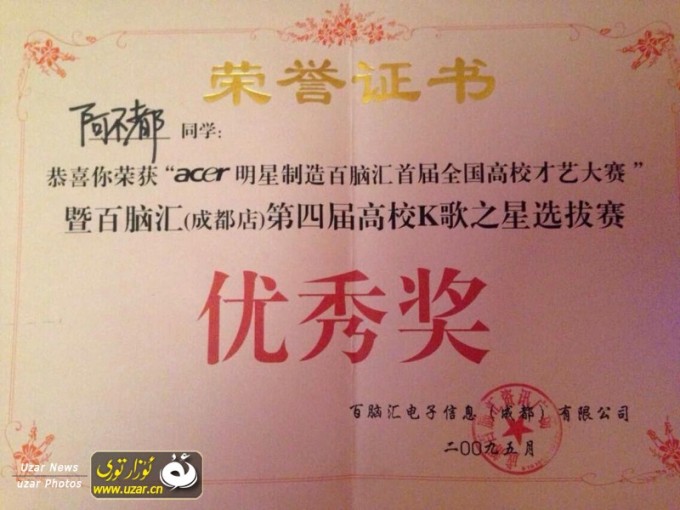 荣誉证书
阿不都 同学：
恭喜你荣获“acer明星制造百脑汇首届全国高校才艺大赛”
暨百脑汇(成都店)第四届高校K歌之星选拔赛
优秀奖
百脑汇电子信息（成都）有限公司
二00九五月
Uzar News
uzar Photos
ئۇزارتوي
www.uzar.cn